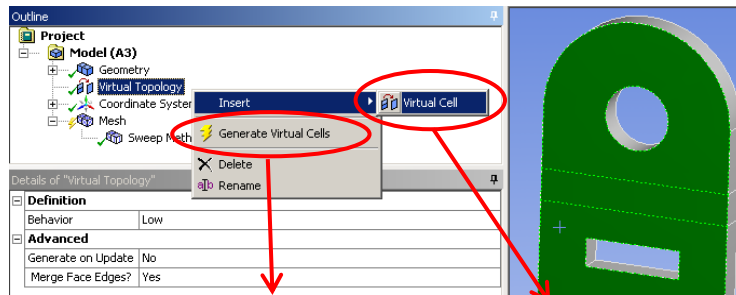 Outline
Project
Model (A3)
Geometry
Virtual Topology
Coordinate Syster
Mesh
Sweep Meth
Insert
Virtual Cell
Generate Virtual Cells
Delete
Rename
Details of "Virtual Topology"
Definition
Behavior Low
Advanced
Generate on Update No
Merge Face Edges? Yes